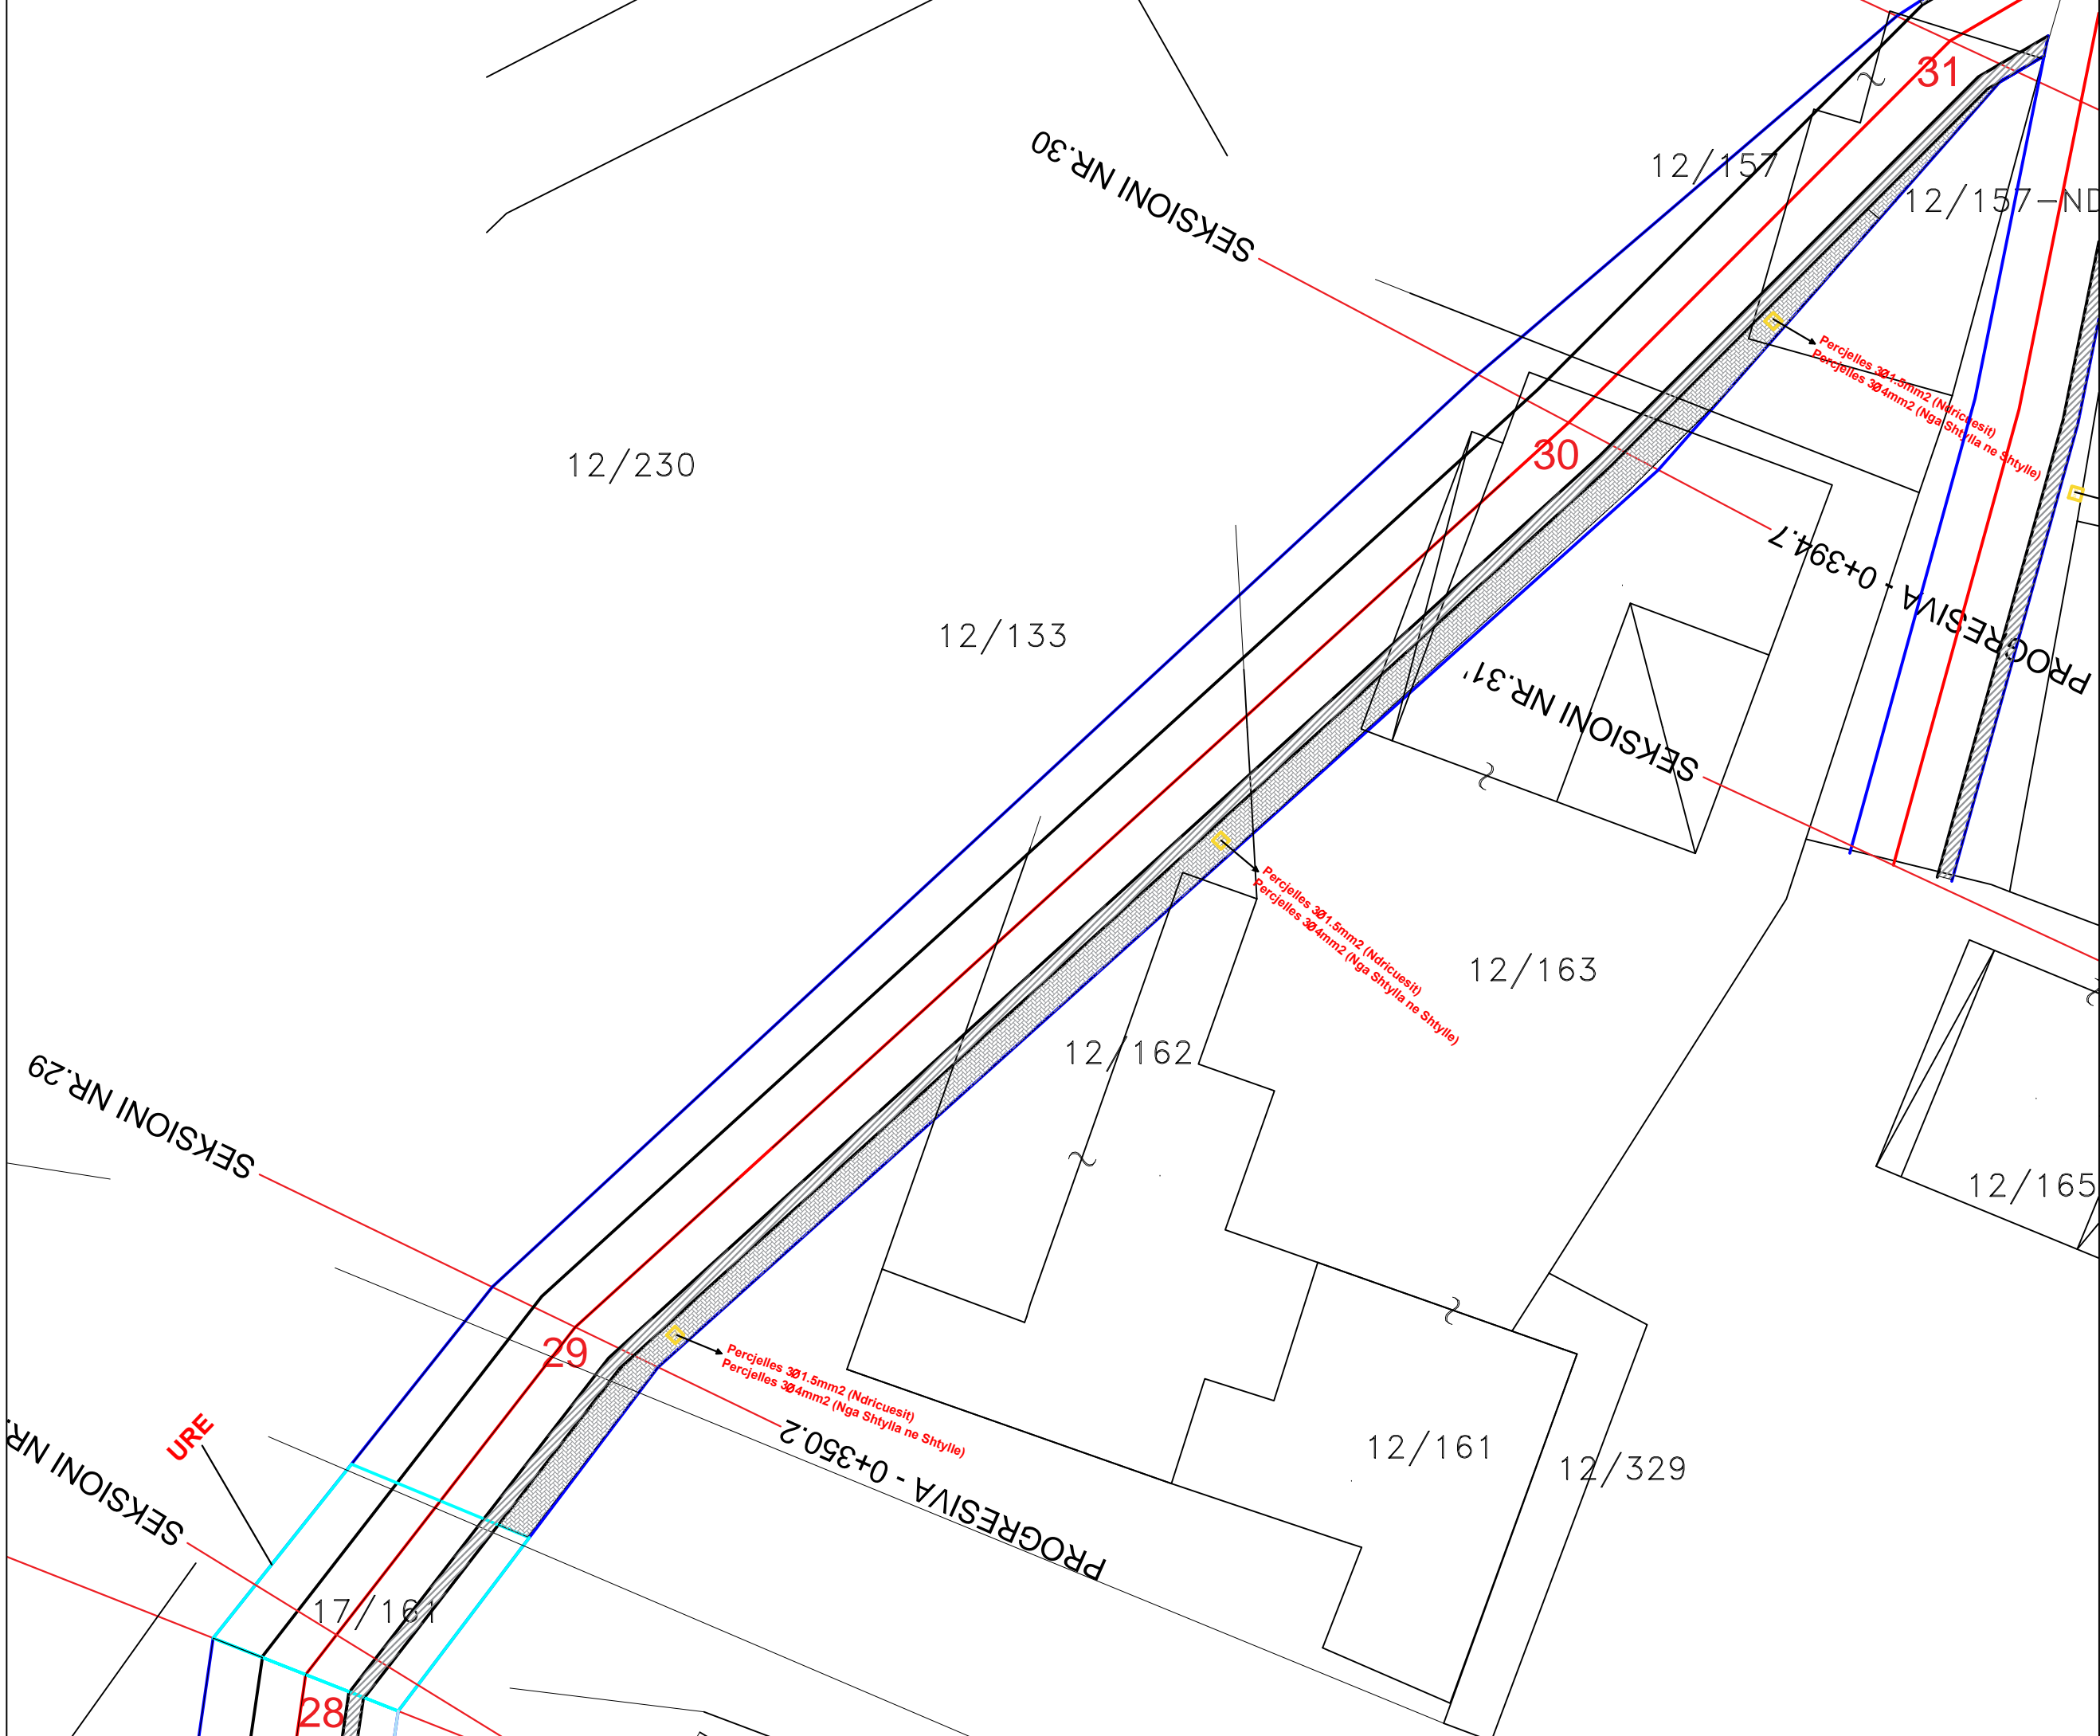 31
SEKSIONI NR.30
12/157
12/157-ND
Percjelles 3Ø1.5mm2 (Ndricuesit)
Percjelles 3Ø4mm2 (Nga Shtylla ne Shtylle)
30
12/230
PROGRESIVA - 0+394.7
12/133
SEKSIONI NR.31'
Percjelles 3Ø1.5mm2 (Ndricuesit)
Percjelles 3Ø4mm2 (Nga Shtylla ne Shtylle)
12/163
12/162
SEKSIONI NR.29
12/165
29
Percjelles 3Ø1.5mm2 (Ndricuesit)
Percjelles 3Ø4mm2 (Nga Shtylla ne Shtylle)
URE
PROGRESIVA - 0+350.2
12/161
12/329
SEKSIONI NR.
17/161
28